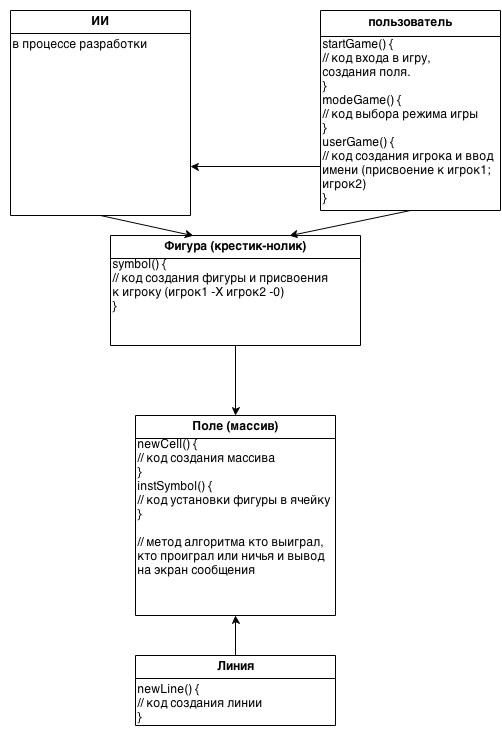 ИИ
в процессе разработки
пользователь
startGame() {
// код входа в игру,
создания поля.
}
modeGame() {
// код выбора режима игры
}
userGame() {
// код создания игрока и ввод
имени (присвоение к игрок1;
игрок2)
}
Фигура (крестик-нолик)
symbol() {
// код создания фигуры и присвоения
к игроку (игрок1 -X игрок2 -0)
}
Поле (массив)
newCell() {
// код создания массива
}
instSymbol() {
// код установки фигуры в ячейку
}
// метод алгоритма кто выиграл,
кто проиграл или ничья и вывод
на экран сообщения
Линия
newLine() {
// код создания линии
}